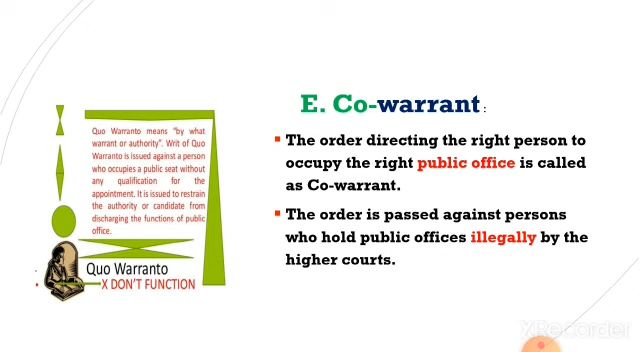 E. Co-warrant :
The order directing the right person to
occupy the right public office is called
as Co-warrant.
The order is passed against persons
who hold public offices illegally by the
higher courts.
Quo Warranto means "by what
warrant or authority". Writ of Quo
Warranto is issued against a person
who occupies a public seat without
any qualification for the
appointment. It is issued to restrain
the authority or candidate from
discharging the functions of public
office.
Quo Warranto
X DON'T FUNCTION
XRecorder